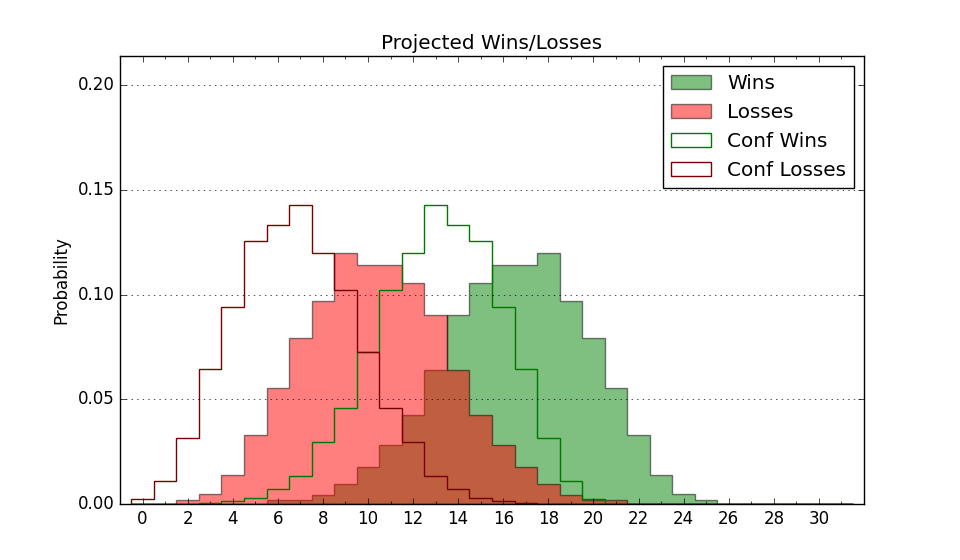 Projected Wins/Losses
Wins
Losses
Conf Wins
Conf Losses
Probability
0.20
0.15
0.10
0.05
0.00
0 2 4 6 8 10 12 14 16 18 20 22 24 26 28 30